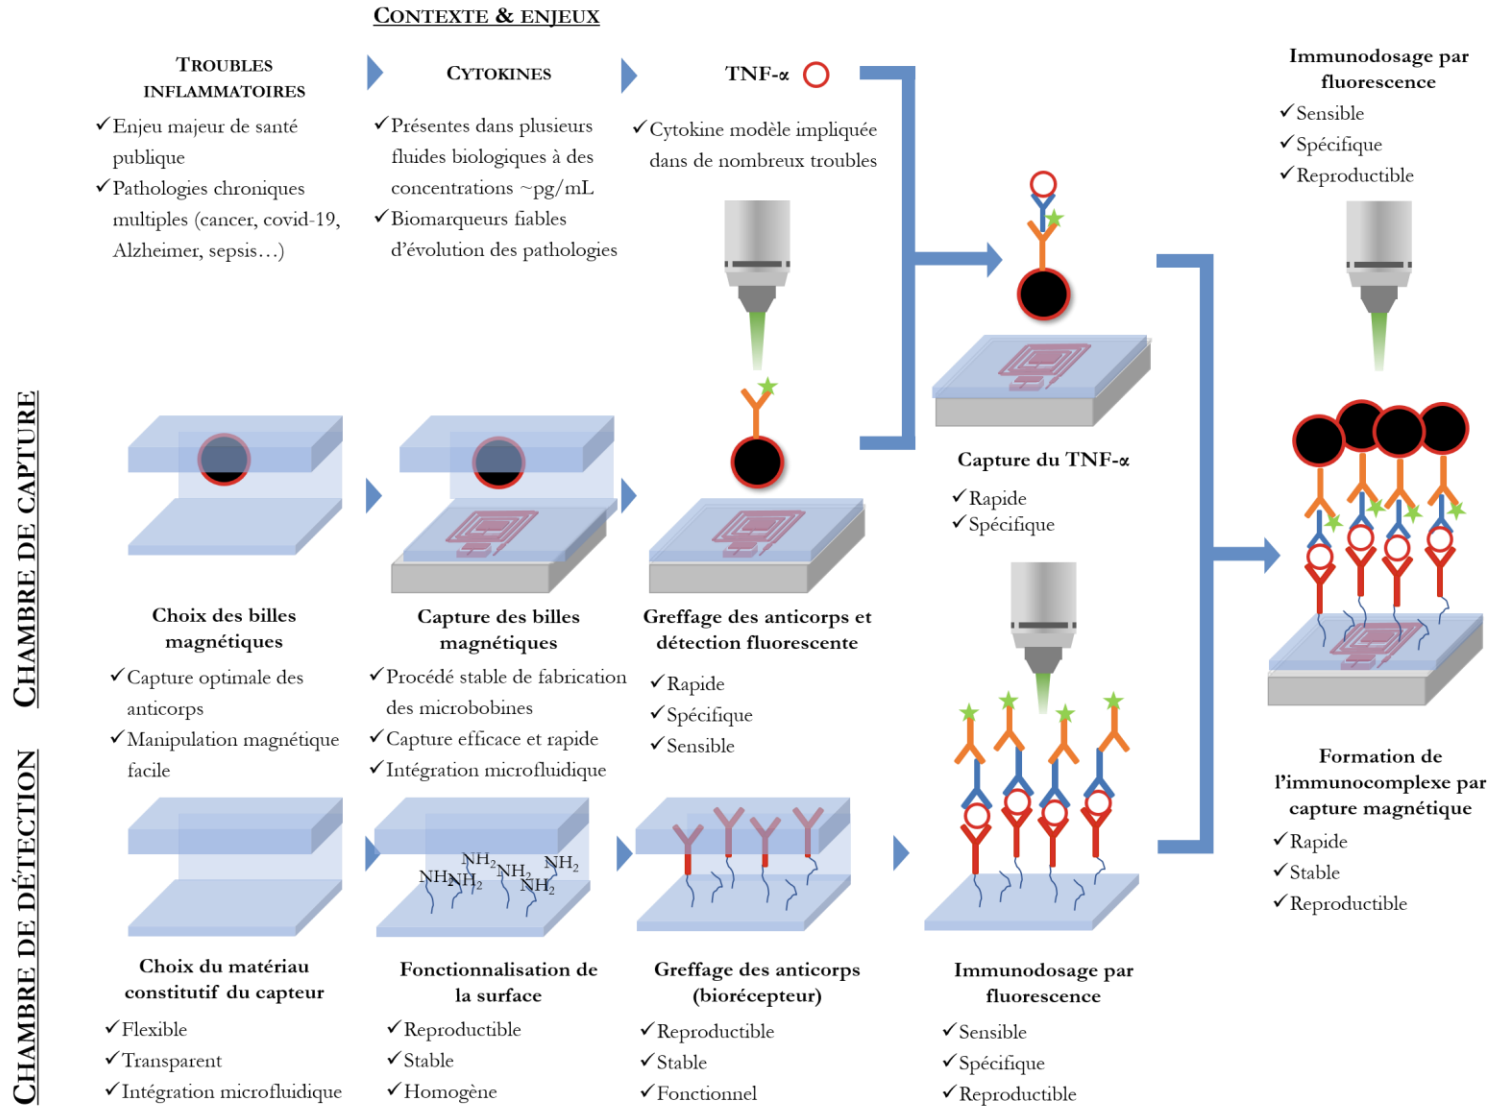 CONTEXTE & ENJEUX
TROUBLES
INFLAMMATOIRES
✓Enjeu majeur de santé
publique
✓Pathologies chroniques
multiples (cancer, covid-19,
Alzheimer, sepsis…)
CYTOKINES
✓Présentes dans plusieurs
fluides biologiques à des
concentrations ~pg/mL
✓Biomarqueurs fiables
d’évolution des pathologies
TNF-α
✓Cytokine modèle impliquée
dans de nombreux troubles
Immunodosage par
fluorescence
✓Sensible
✓Spécifique
✓Reproductible
CHAMBRE DE CAPTURE
Choix des billes
magnétiques
✓Capture optimale des
anticorps
✓Manipulation magnétique
facile
Capture des billes
magnétiques
✓Procédé stable de fabrication
des microbobines
✓Capture efficace et rapide
✓Intégration microfluidique
Greffage des anticorps et
détection fluorescente
✓Rapide
✓Spécifique
✓Sensible
Capture du TNF-α
✓Rapide
✓Spécifique
Formation de
l’immunocomplexe par
capture magnétique
✓Rapide
✓Stable
✓Reproductible
CHAMBRE DE DÉTECTION
Choix du matériau
constitutif du capteur
✓Flexible
✓Transparent
✓Intégration microfluidique
NH2
NH2
NH2
NH2
NH2
NH2
Fonctionnalisation de
la surface
✓Reproductible
✓Stable
✓Homogène
Greffage des anticorps
(biorécepteur)
✓Reproductible
✓Stable
✓Fonctionnel
Immunodosage par
fluorescence
✓Sensible
✓Spécifique
✓Reproductible